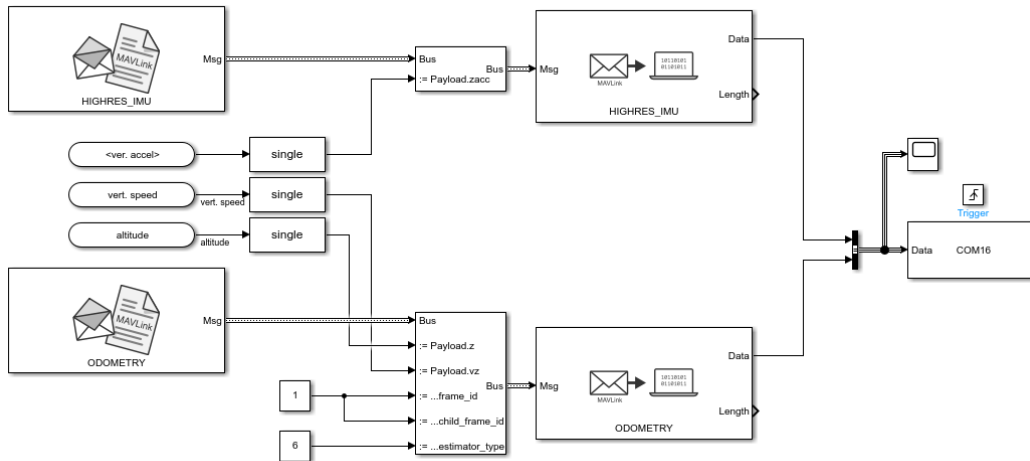 MAVLink
Msg
HIGHRES_IMU
Bus
:= Payload.zacc
Bus
Msg
MAVLink
10110101
01101011
Data
Length
HIGHRES_IMU
<ver. accel>
single
vert. speed
vert. speed
single
altitude
altitude
single
Trigger
Data
COM16
MAVLink
Msg
ODOMETRY
Bus
:= Payload.z
:= Payload.vz
:= ...frame_id
:= ...child_frame_id
:= ...estimator_type
Bus
1
6
Msg
MAVLink
10110101
01101011
Data
Length
ODOMETRY